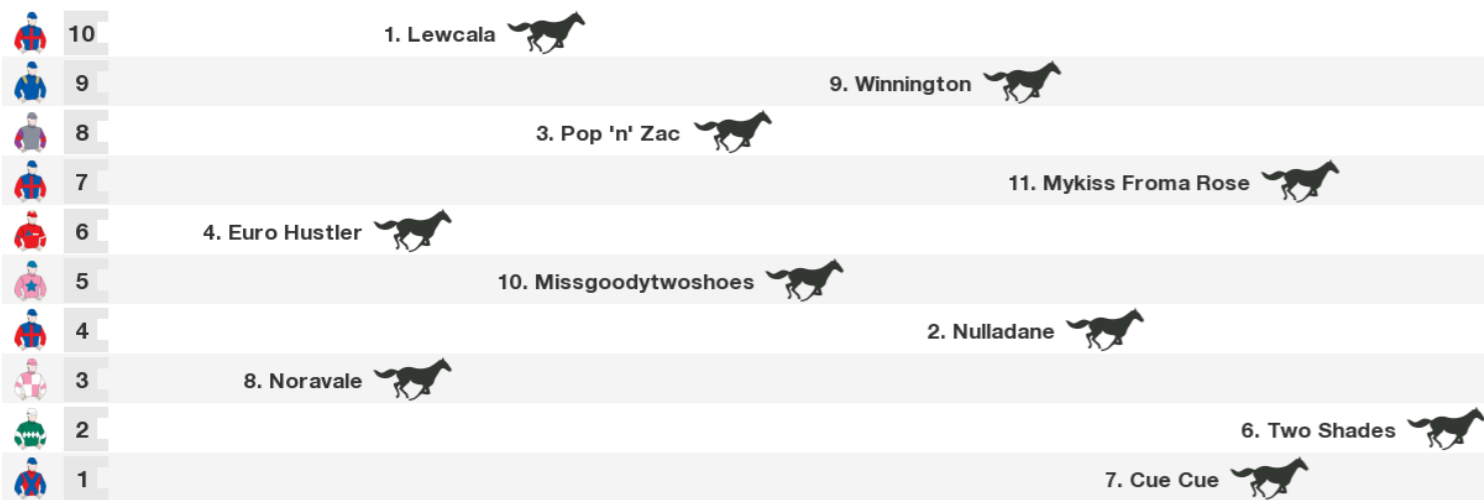 10 1. Lewcala
9 9. Winnington
8 3. Pop 'n' Zac
7 11. Mykiss Froma Rose
6 4. Euro Hustler
5 10. Missgoodytwoshoes
4 2. Nulladane
3 8. Noravale
2 6. Two Shades
1 7. Cue Cue